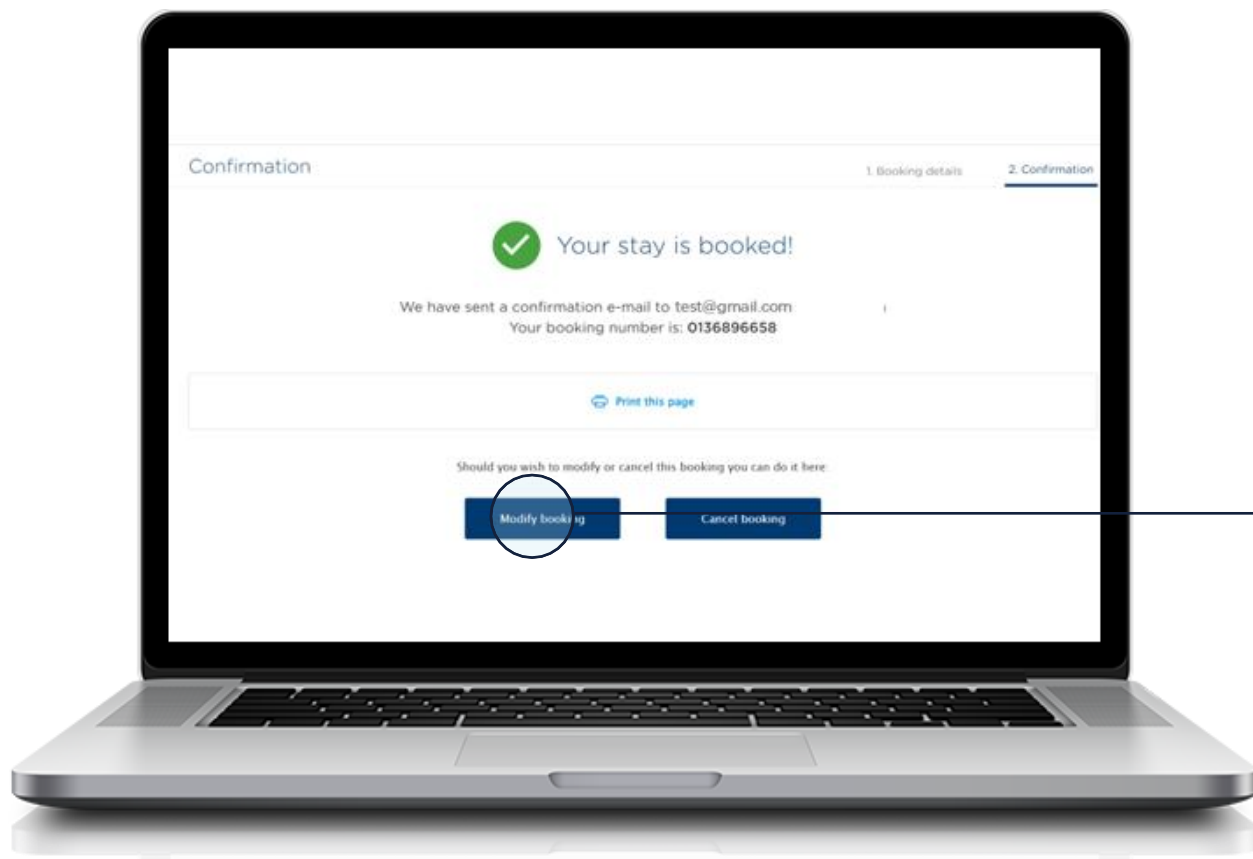 Confirmation
1. Booking details
2. Confirmation
Your stay is booked!
We have sent a confirmation e-mail to test@gmail.com
Your booking number is: 0136896658
Print this page
Should you wish to modify or cancel this booking you can do it here
Modify booking
Cancel booking